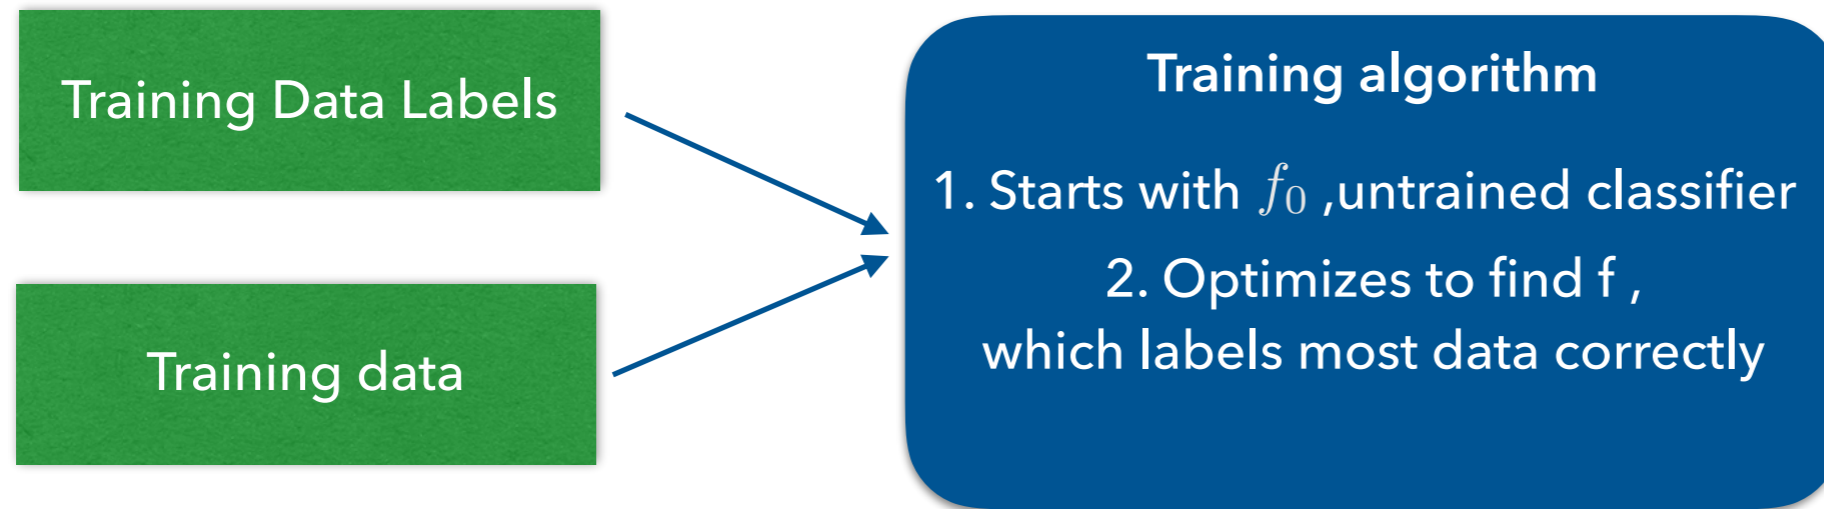 Training Data Labels
Training data
Training algorithm
1. Starts with f₀ ,untrained classifier
2. Optimizes to find f ,
which labels most data correctly